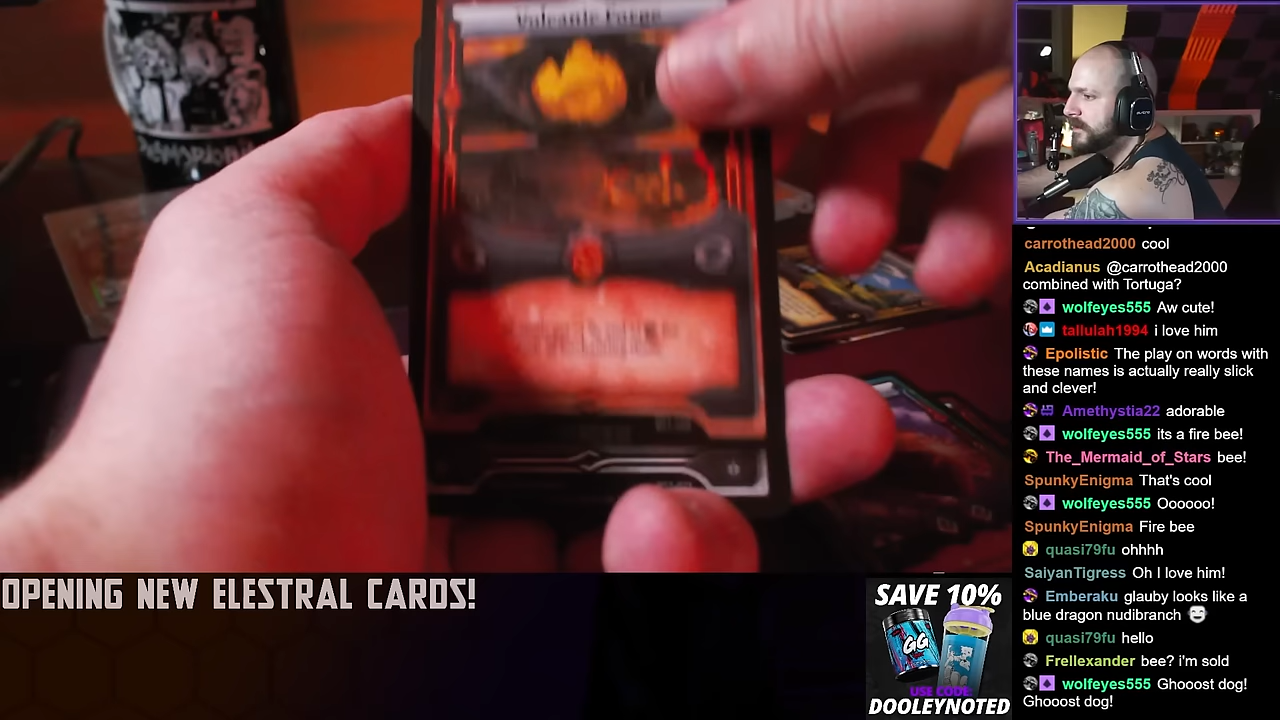 Volcanic Forge
carrothead2000 cool
Acadianus @carrothead2000
combined with Tortuga?
wolfeyes555 Aw cute!
tallulah1994 i love him
Epolistic The play on words with
these names is actually really slick
and clever!
Amethystia22 adorable
wolfeyes555 its a fire bee!
The_Mermaid_of_Stars bee!
SpunkyEnigma That's cool
wolfeyes555 Oooooo!
SpunkyEnigma Fire bee
quasi79fu ohhhh
SaiyanTigress Oh I love him!
Emberaku glauby looks like a
blue dragon nudibranch
quasi79fu hello
Frellexander bee? i'm sold
wolfeyes555 Ghooost dog!
Ghooost dog!
OPENING NEW ELESTRAL CARDS!
SAVE 10%
GG
USE CODE:
DOOLEYNOTED